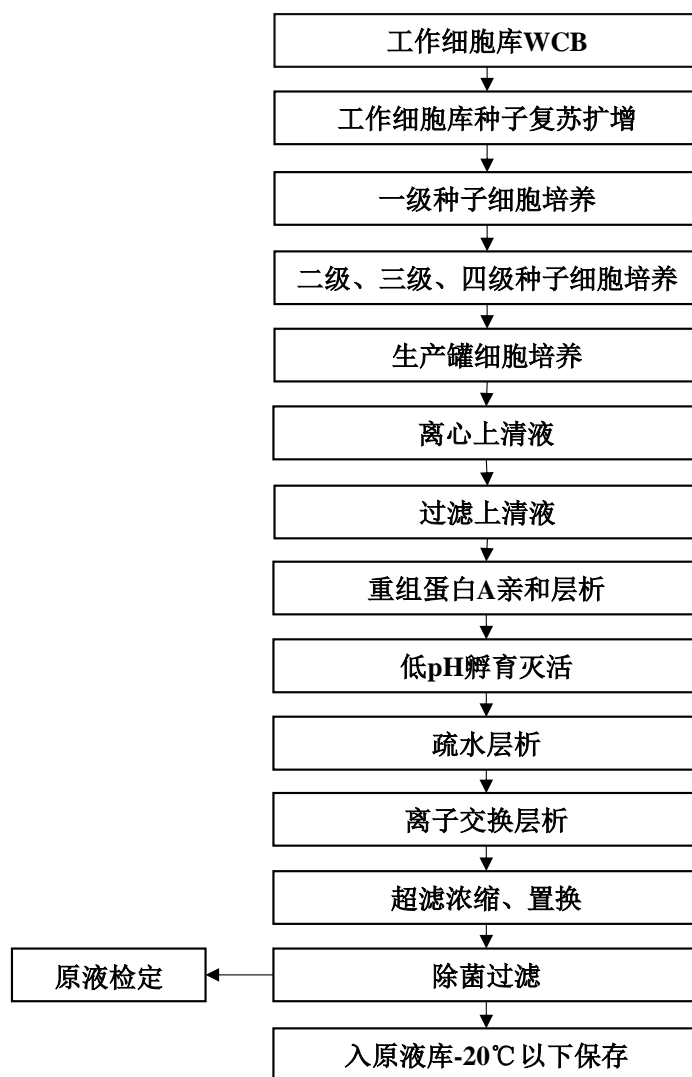 工作细胞库WCB
工作细胞库种子复苏扩增
一级种子细胞培养
二级、三级、四级种子细胞培养
生产罐细胞培养
离心上清液
过滤上清液
重组蛋白A亲和层析
低pH孵育灭活
疏水层析
离子交换层析
超滤浓缩、置换
原液检定
除菌过滤
入原液库-20℃以下保存